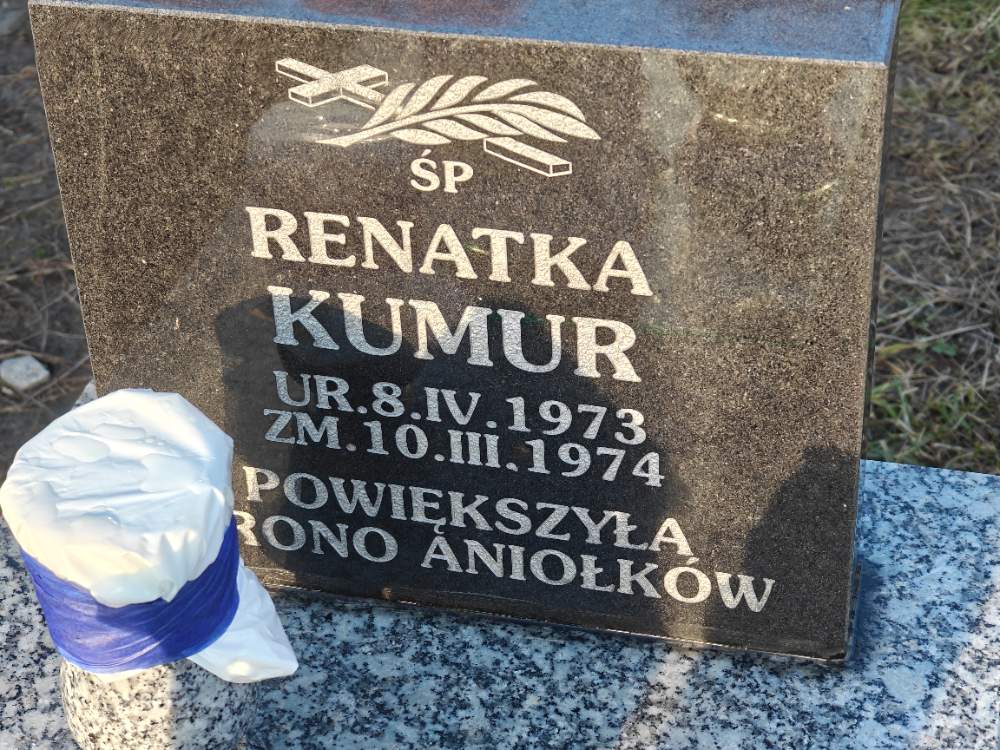 ŚP
RENATKA
KUMUR
UR.8.IV.1973
ZM.10.III.1974
POWIĘKSZYŁA
RONO ANIOŁKÓW